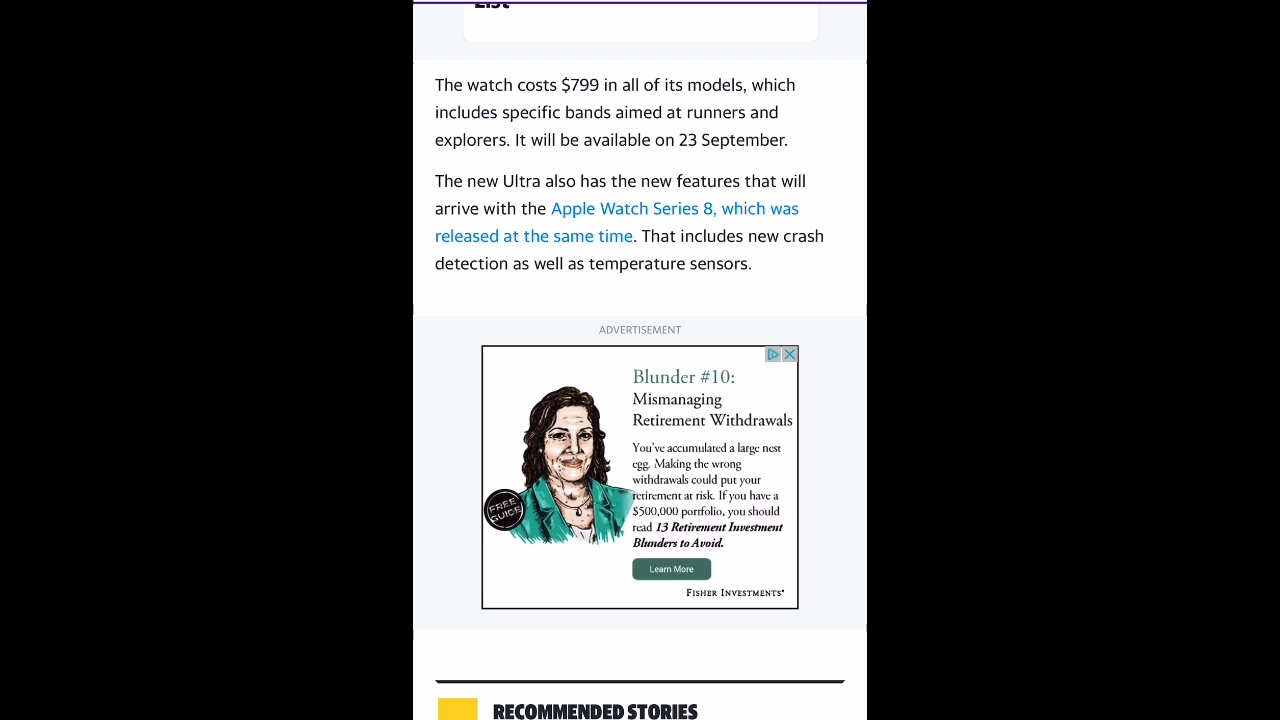 List
The watch costs $799 in all of its models, which
includes specific bands aimed at runners and
explorers. It will be available on 23 September.
The new Ultra also has the new features that will
arrive with the Apple Watch Series 8, which was
released at the same time. That includes new crash
detection as well as temperature sensors.
ADVERTISEMENT
Blunder #10:
Mismanaging
Retirement Withdrawals
You've accumulated a large nest
egg. Making the wrong
withdrawals could put your
retirement at risk. If you have a
$500,000 portfolio, you should
read 13 Retirement Investment
Blunders to Avoid.
FREE
GUIDE
Learn More
FISHER INVESTMENTS®
RECOMMENDED STORIES